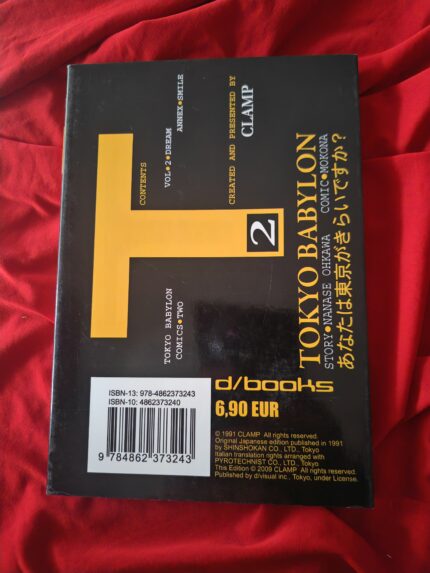 CONTENTS
VOL•2•DREAM
ANNEX•SMILE
CREATED AND PRESENTED BY
CLAMP
T
2
TOKYO BABYLON
COMICS•TWO
TOKYO BABYLON
STORY•NANASE OHKAWA COMIC•MOKONA
あなたは東京がきらいですか?
ISBN-13: 978-4862373243
ISBN-10: 4862373240
9 784862 373243
d/books
6,90 EUR
© 1991 CLAMP All rights reserved.
Original Japanese edition published in 1991
by SHINSHOKAN CO., LTD., Tokyo
Italian translation rights arranged with
PYROTECHNIST CO., LTD., Tokyo
This Edition © 2009 CLAMP All rights reserved.
Published by d/visual inc., Tokyo, under License.